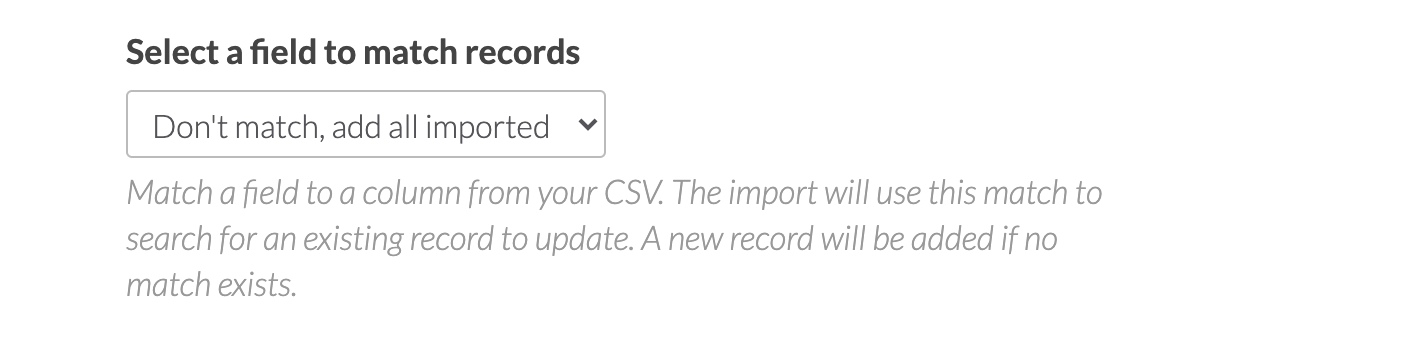 Select a field to match records
Don't match, add all imported
Match a field to a column from your CSV. The import will use this match to
search for an existing record to update. A new record will be added if no
match exists.